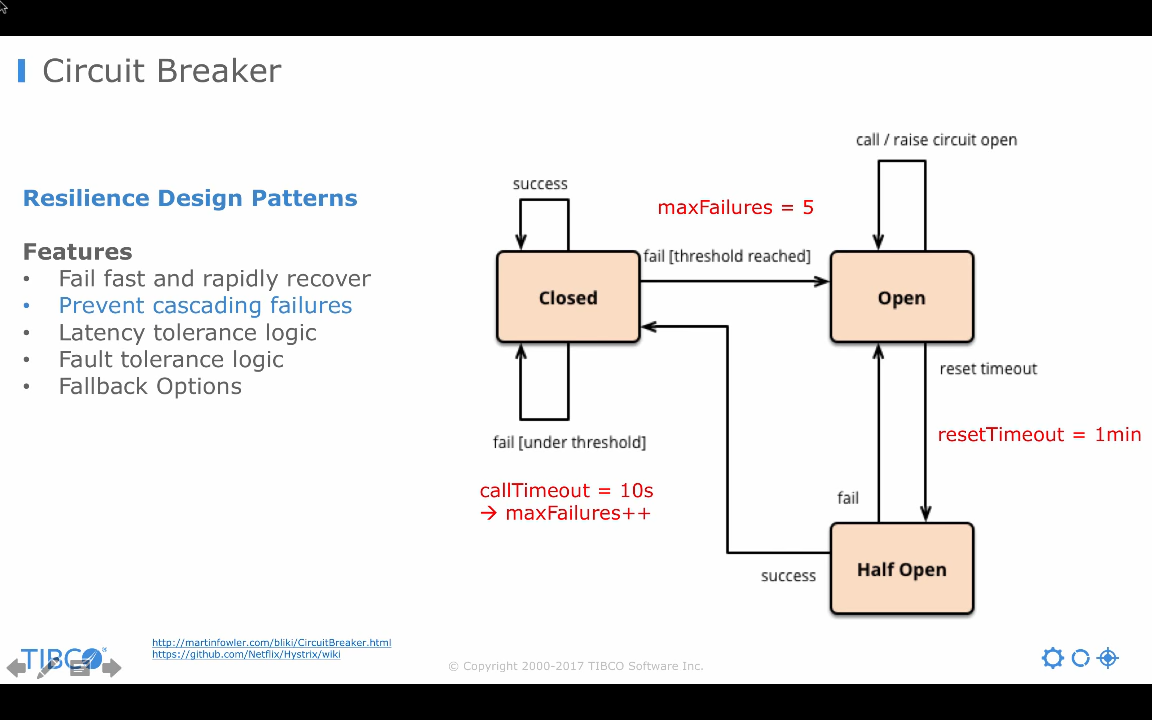 Circuit Breaker
Resilience Design Patterns
Features
• Fail fast and rapidly recover
• Prevent cascading failures
• Latency tolerance logic
• Fault tolerance logic
• Fallback Options
call / raise circuit open
success
maxFailures = 5
fail [threshold reached]
Closed
Open
reset timeout
resetTimeout = 1min
fail [under threshold]
callTimeout = 10s
→ maxFailures++
fail
Half Open
success
TIBCO®
http://martinfowler.com/bliki/CircuitBreaker.html
https://github.com/Netflix/Hystrix/wiki
© Copyright 2000-2017 TIBCO Software Inc.